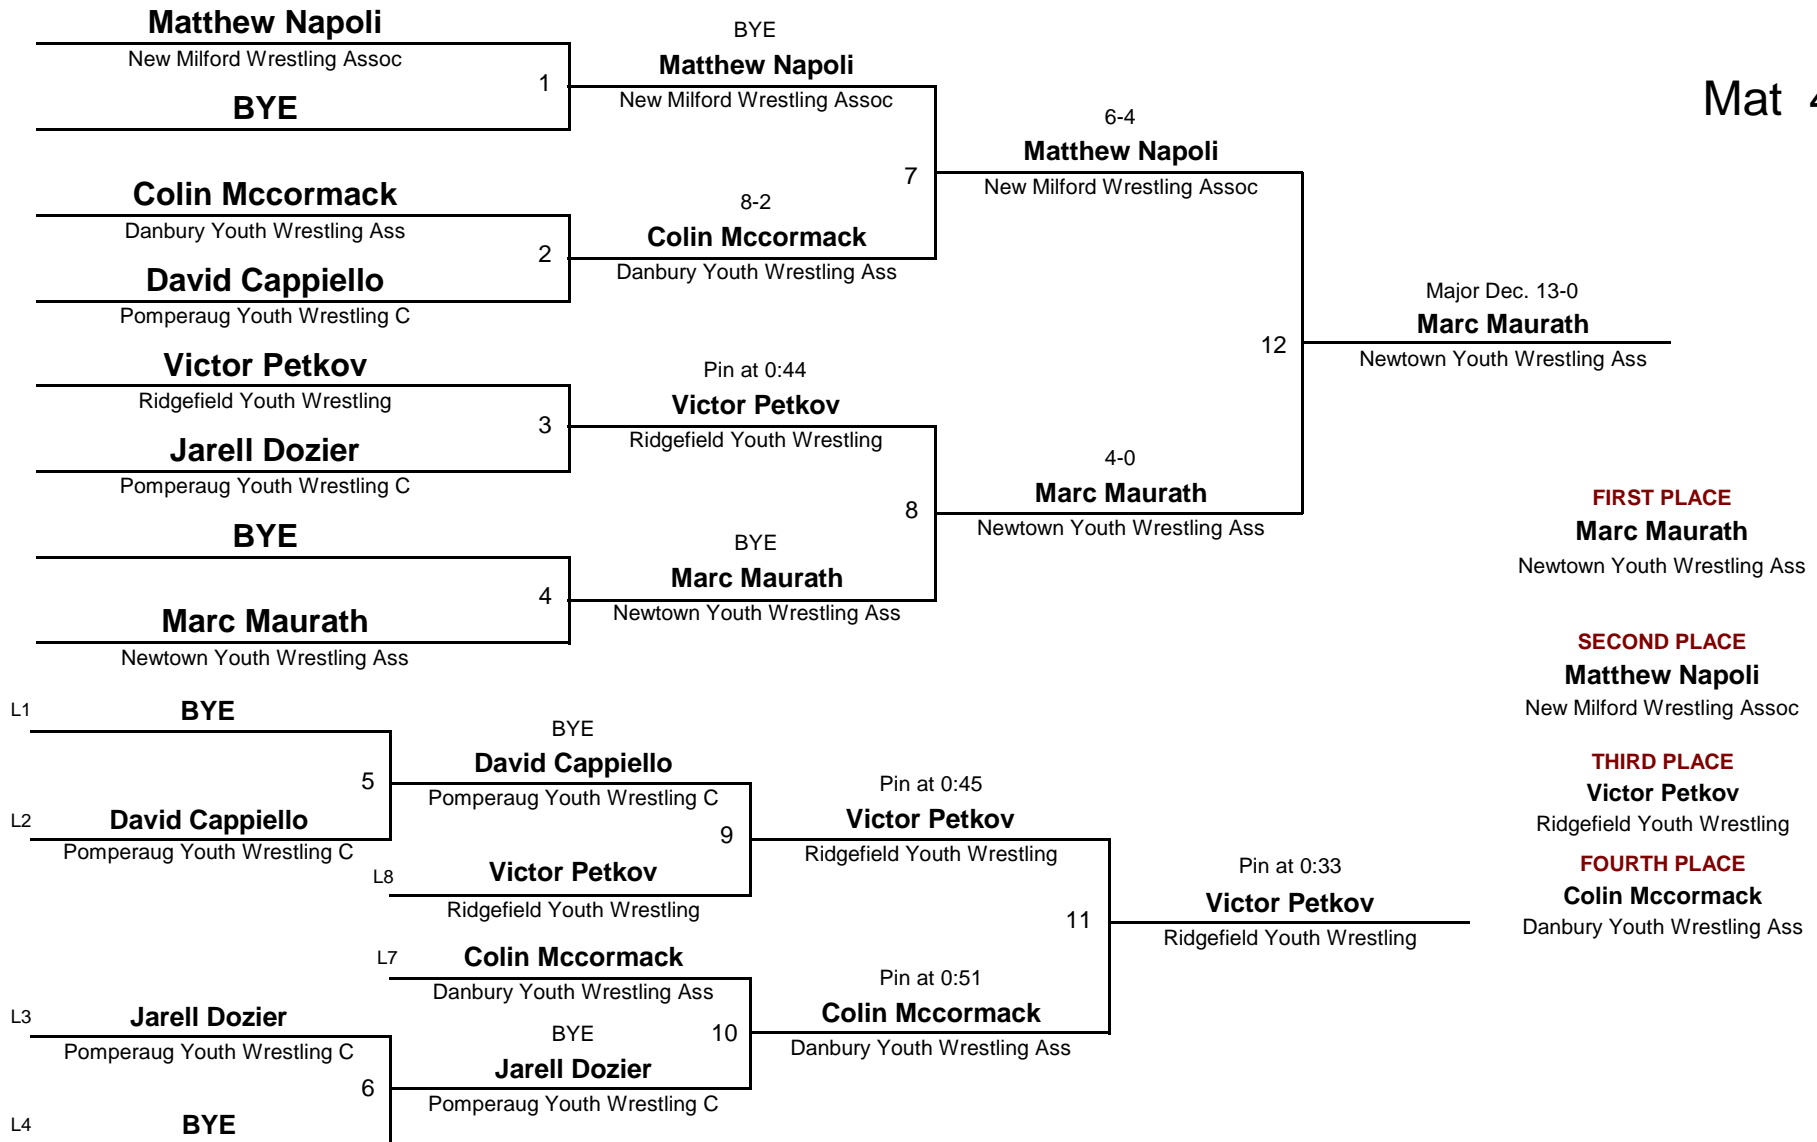 Matthew Napoli
New Milford Wrestling Assoc
1
BYE
BYE
Matthew Napoli
New Milford Wrestling Assoc
Mat 4
Colin Mccormack
Danbury Youth Wrestling Ass
2
David Cappiello
Pomperaug Youth Wrestling C
8-2
Colin Mccormack
Danbury Youth Wrestling Ass
7
6-4
Matthew Napoli
New Milford Wrestling Assoc
Victor Petkov
Ridgefield Youth Wrestling
3
Jarell Dozier
Pomperaug Youth Wrestling C
Pin at 0:44
Victor Petkov
Ridgefield Youth Wrestling
BYE
4
Marc Maurath
Newtown Youth Wrestling Ass
BYE
Marc Maurath
Newtown Youth Wrestling Ass
8
4-0
Marc Maurath
Newtown Youth Wrestling Ass
12
Major Dec. 13-0
Marc Maurath
Newtown Youth Wrestling Ass
FIRST PLACE
Marc Maurath
Newtown Youth Wrestling Ass
SECOND PLACE
Matthew Napoli
New Milford Wrestling Assoc
THIRD PLACE
Victor Petkov
Ridgefield Youth Wrestling
FOURTH PLACE
Colin Mccormack
Danbury Youth Wrestling Ass
L1 BYE
5
L2 David Cappiello
Pomperaug Youth Wrestling C
BYE
David Cappiello
Pomperaug Youth Wrestling C
9
L8 Victor Petkov
Ridgefield Youth Wrestling
Pin at 0:45
Victor Petkov
Ridgefield Youth Wrestling
L7 Colin Mccormack
Danbury Youth Wrestling Ass
10
L3 Jarell Dozier
Pomperaug Youth Wrestling C
6
L4 BYE
BYE
Jarell Dozier
Pomperaug Youth Wrestling C
Pin at 0:51
Colin Mccormack
Danbury Youth Wrestling Ass
11
Pin at 0:33
Victor Petkov
Ridgefield Youth Wrestling